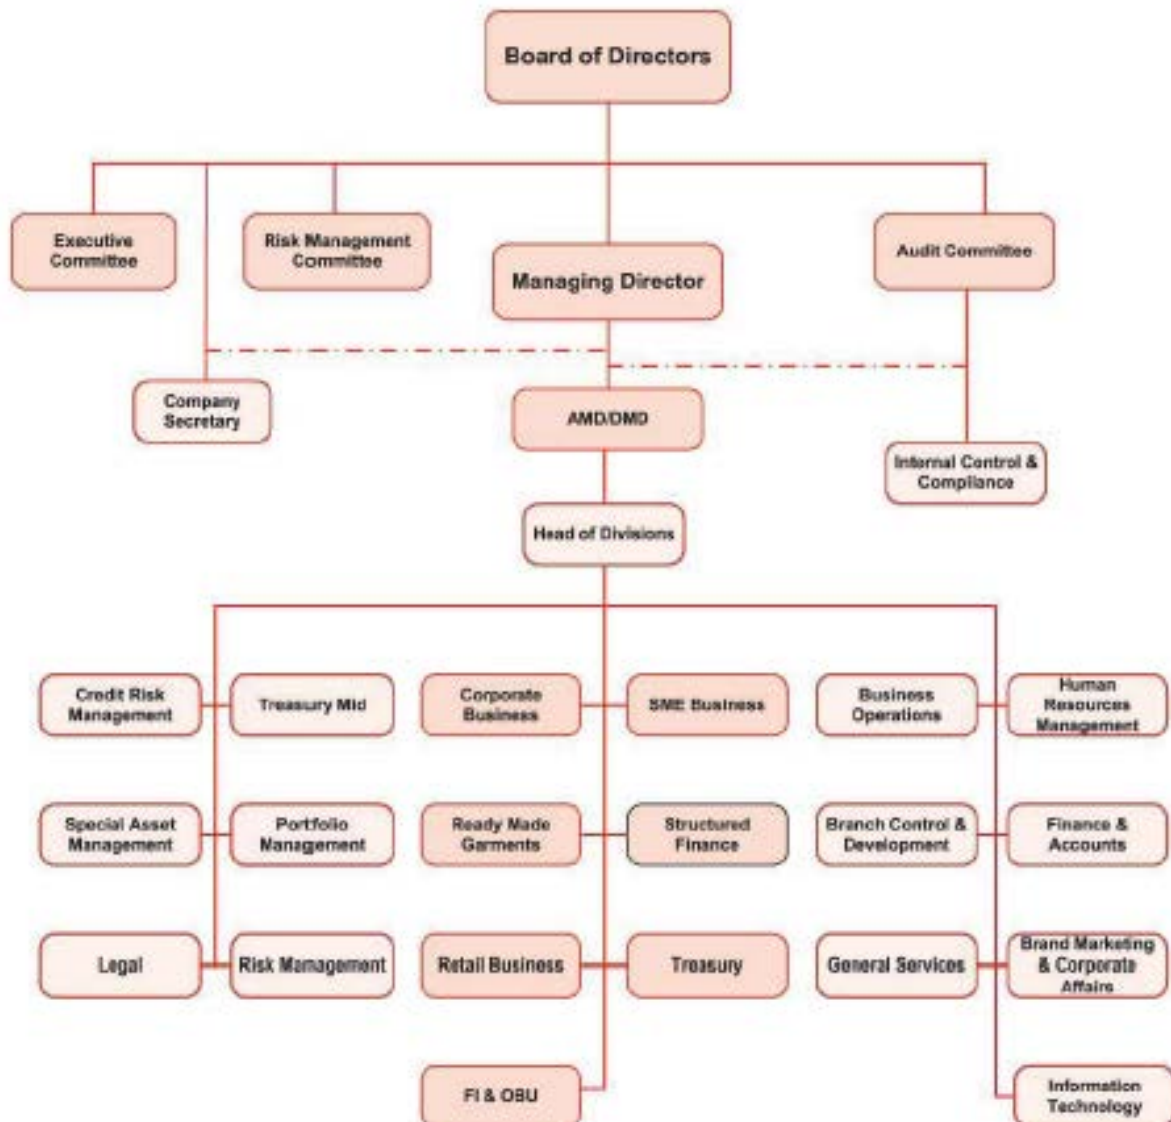 Board of Directors
Executive
Committee
Risk Management
Committee
Managing Director
Audit Committee
Company
Secretary
AMD/DMD
Internal Control &
Compliance
Head of Divisions
Credit Risk
Management
Treasury Mid
Corporate
Business
SME Business
Business
Operations
Human
Resources
Management
Special Asset
Management
Portfolio
Management
Ready Made
Garments
Structured
Finance
Branch Control &
Development
Finance &
Accounts
Legal
Risk Management
Retail Business
Treasury
General Services
Brand Marketing
& Corporate
Affairs
FI & OBU
Information
Technology